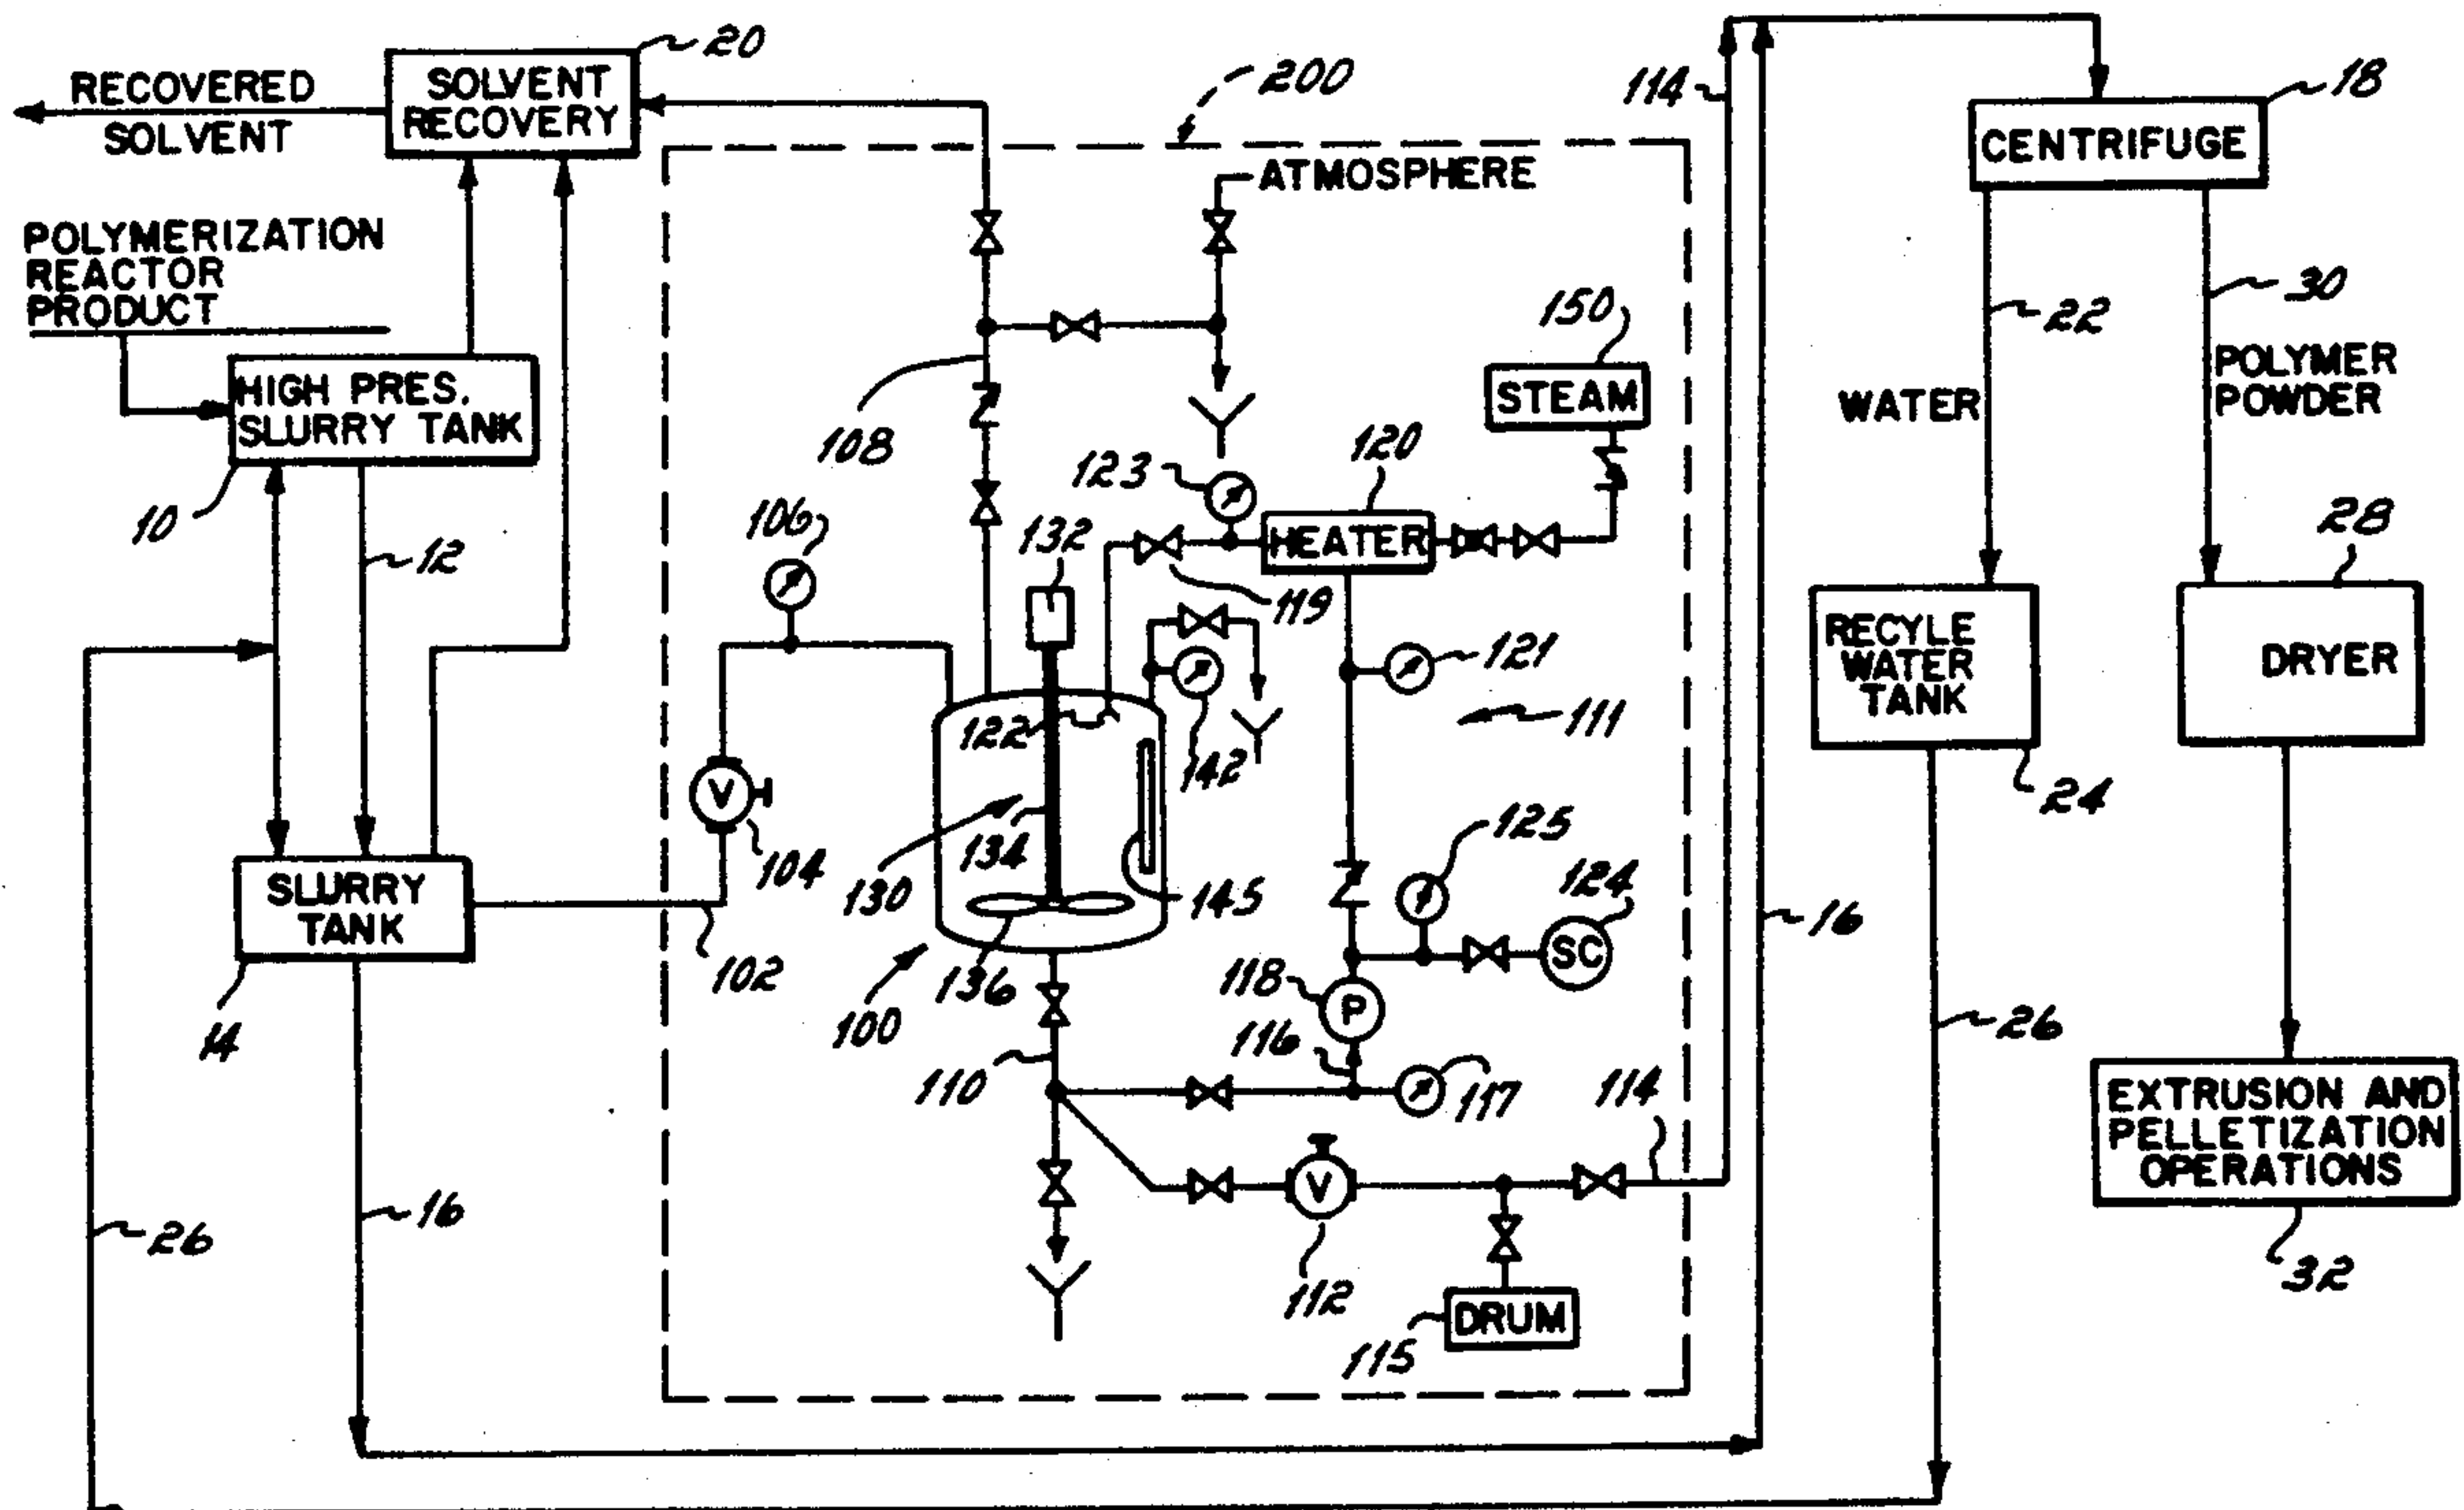 20
RECOVERED
SOLVENT
SOLVENT
RECOVERY
200
114
18
CENTRIFUGE
ATMOSPHERE
POLYMERIZATION
REACTOR
PRODUCT
150
STEAM
22
30
WATER
POLYMER
POWDER
HIGH PRES.
SLURRY TANK
10
12
108
123
120
HEATER
106
132
119
28
121
RECYLE
WATER
TANK
DRYER
111
122
142
24
V
104
134
130
145
125
124
SC
16
SLURRY
TANK
14
102
136
100
118
P
116
110
117
114
26
EXTRUSION AND
PELLETIZATION
OPERATIONS
32
V
112
16
26
115
DRUM